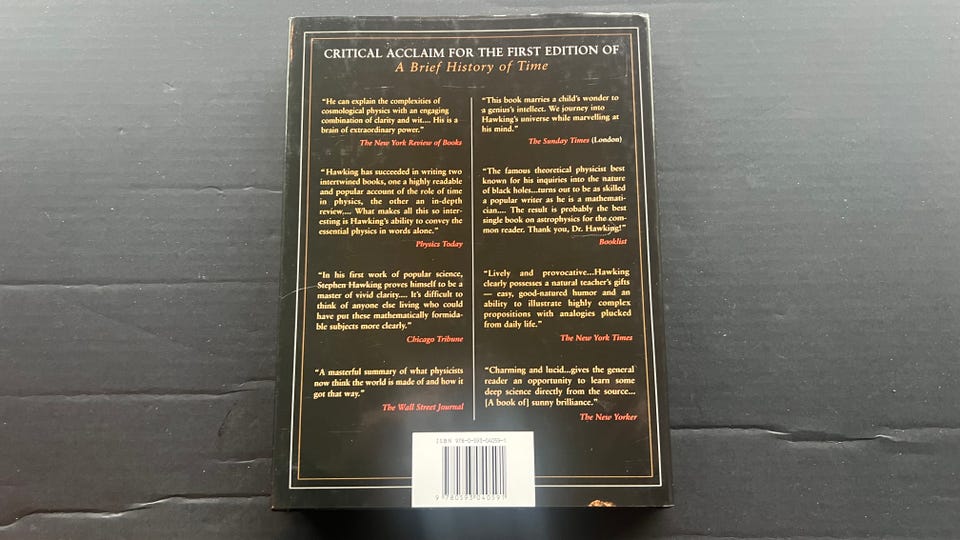 CRITICAL ACCLAIM FOR THE FIRST EDITION OF
A Brief History of Time
“He can explain the complexities of
cosmological physics with an engaging
combination of clarity and wit.... His is a
brain of extraordinary power.”
The New York Review of Books
“Hawking has succeeded in writing two
intertwined books, one a highly readable
and popular account of the role of time
in physics, the other an in-depth
review.... What makes all this so inter-
esting is Hawking's ability to convey the
essential physics in words alone.”
Physics Today
“In his first work of popular science,
Stephen Hawking proves himself to be a
master of vivid clarity.... It's difficult to
think of anyone else living who could
have put these mathematically formida-
ble subjects more clearly.”
Chicago Tribune
“A masterful summary of what physicists
now think the world is made of and how it
got that way.”
The Wall Street Journal
“This book marries a child's wonder to
a genius's intellect. We journey into
Hawking's universe while marvelling at
his mind.”
The Sunday Times (London)
“The famous theoretical physicist best
known for his inquiries into the nature
of black holes...turns out to be as skilled
a popular writer as he is a mathemati-
cian.... The result is probably the best
single book on astrophysics for the com-
mon reader. Thank you, Dr. Hawking!”
Booklist
“Lively and provocative...Hawking
clearly possesses a natural teacher's gifts
— easy, good-natured humor and an
ability to illustrate highly complex
propositions with analogies plucked
from daily life.”
The New York Times
“Charming and lucid...gives the general
reader an opportunity to learn some
deep science directly from the source...
[A book of] sunny brilliance.”
The New Yorker
ISBN 978-0-593-04059-1
9 780593 040591